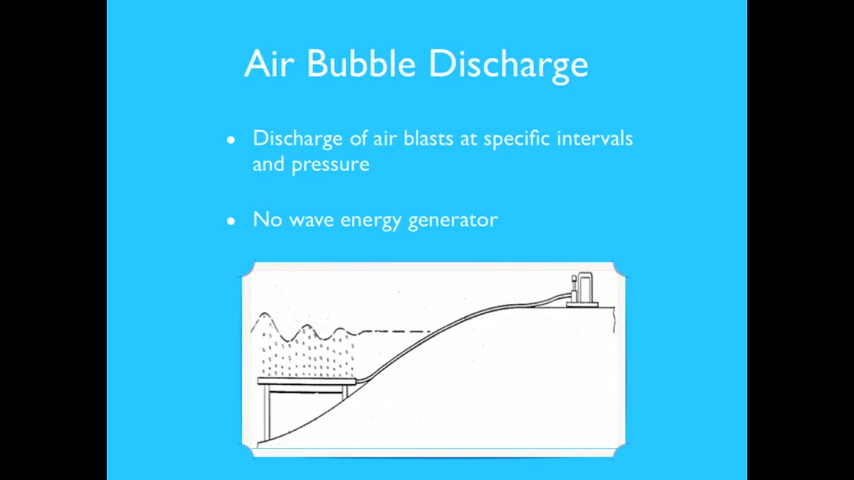 Air Bubble Discharge
• Discharge of air blasts at specific intervals
and pressure
• No wave energy generator